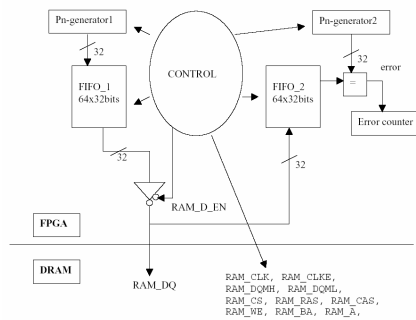 Pn-generator1
Pn-generator2
32
32
error
CONTROL
FIFO_1
64x32bits
FIFO_2
64x32bits
=
Error counter
32
32
RAM_D_EN
FPGA
DRAM
RAM_DQ
RAM_CLK, RAM_CLKE,
RAM_DQMH, RAM_DQML,
RAM_CS, RAM_RAS, RAM_CAS,
RAM_WE, RAM_BA, RAM_A,